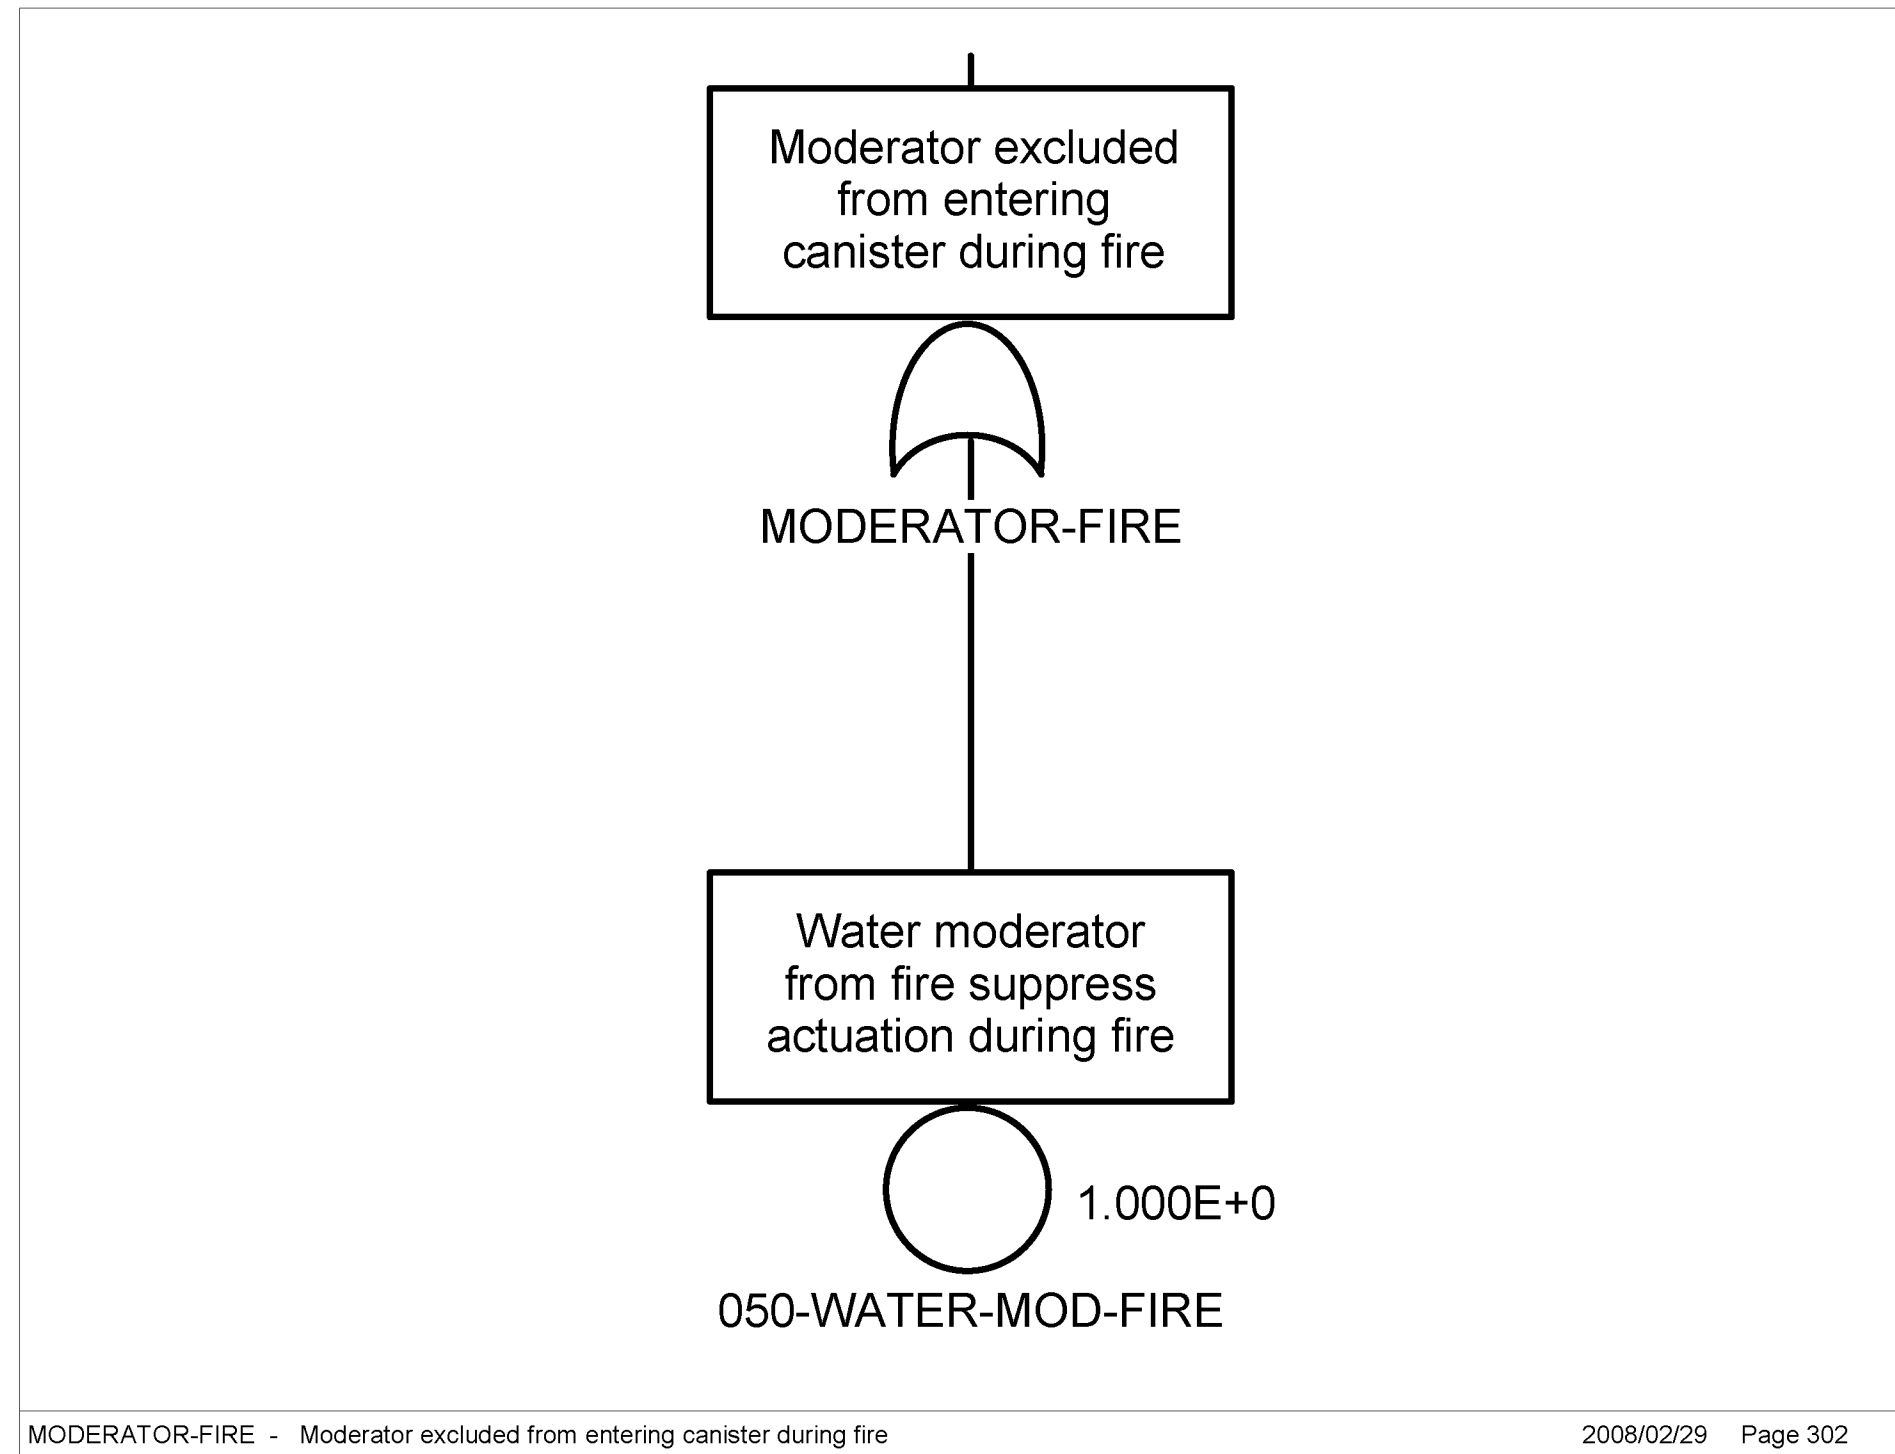 Moderator excluded
from entering
canister during fire
MODERATOR-FIRE
Water moderator
from fire suppress
actuation during fire
1.000E+0
050-WATER-MOD-FIRE
MODERATOR-FIRE - Moderator excluded from entering canister during fire 2008/02/29 Page 302